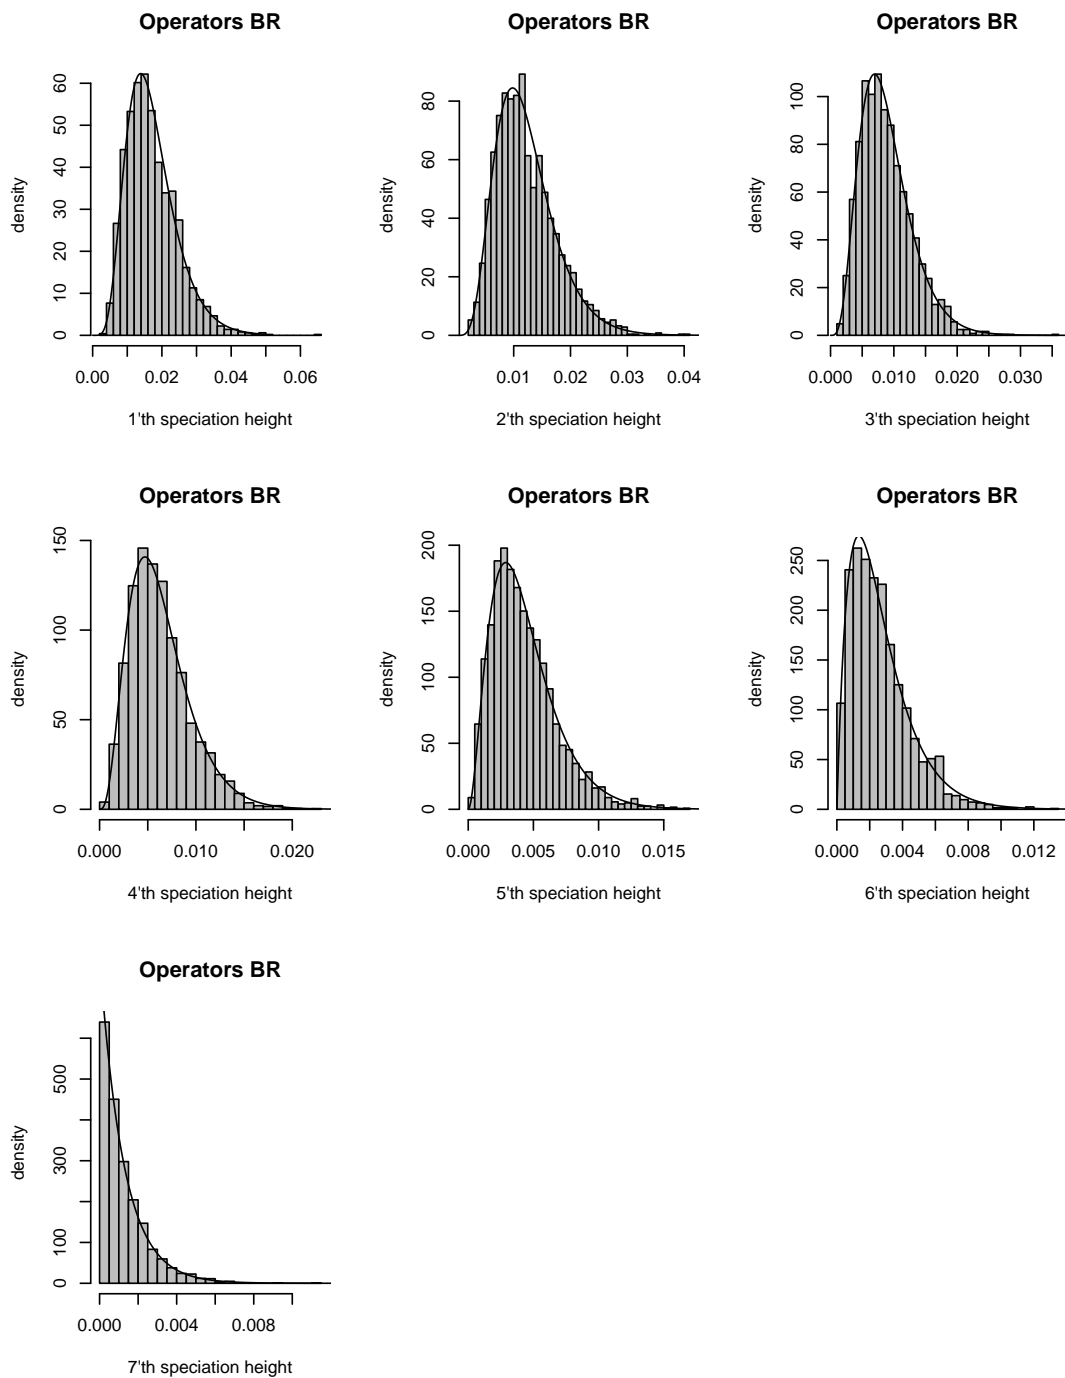 Operators BR
density
0 10 20 30 40 50 60
0.00 0.02 0.04 0.06
1'th speciation height
Operators BR
density
0 20 40 60 80
0.01 0.02 0.03 0.04
2'th speciation height
Operators BR
density
0 20 40 60 80 100
0.000 0.010 0.020 0.030
3'th speciation height
Operators BR
density
0 50 100 150
0.000 0.010 0.020
4'th speciation height
Operators BR
density
0 50 100 150 200
0.000 0.005 0.010 0.015
5'th speciation height
Operators BR
density
0 50 100 150 200 250
0.000 0.004 0.008 0.012
6'th speciation height
Operators BR
density
0 100 300 500
0.000 0.004 0.008
7'th speciation height